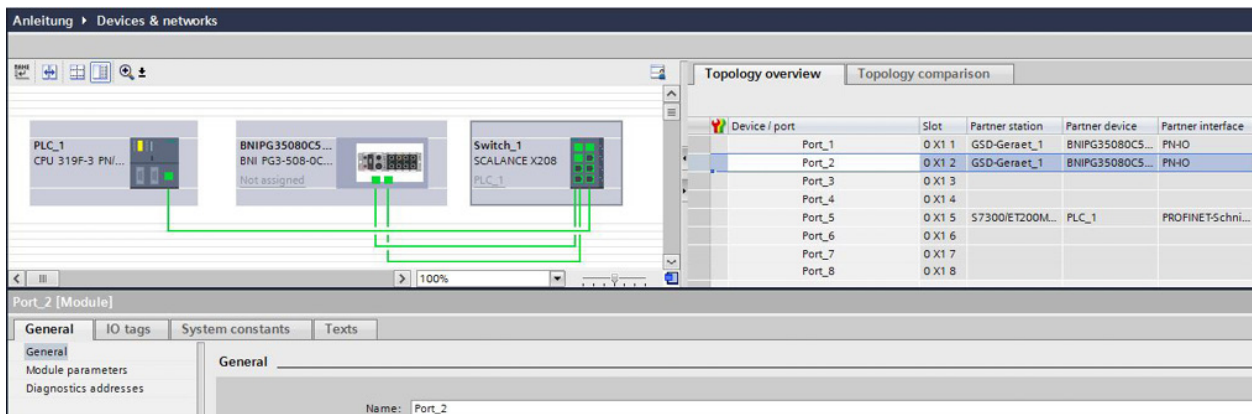 Anleitung ▸ Devices & networks
Topology overview
Topology comparison
Device / port Slot Partner station Partner device Partner interface
Port_1 0 X1 1 GSD-Geraet_1 BNIPG35080C5... PN-IO
Port_2 0 X1 2 GSD-Geraet_1 BNIPG35080C5... PN-IO
Port_3 0 X1 3
Port_4 0 X1 4
Port_5 0 X1 5 S7300/ET200M... PLC_1 PROFINET-Schni...
Port_6 0 X1 6
Port_7 0 X1 7
Port_8 0 X1 8
PLC_1
CPU 319F-3 PN/...
BNIPG35080C5...
BNI PG3-508-0C...
Not assigned
Switch_1
SCALANCE X208
PLC_1
100%
Port_2 [Module]
General IO tags System constants Texts
General
Module parameters
Diagnostics addresses
General
Name: Port_2